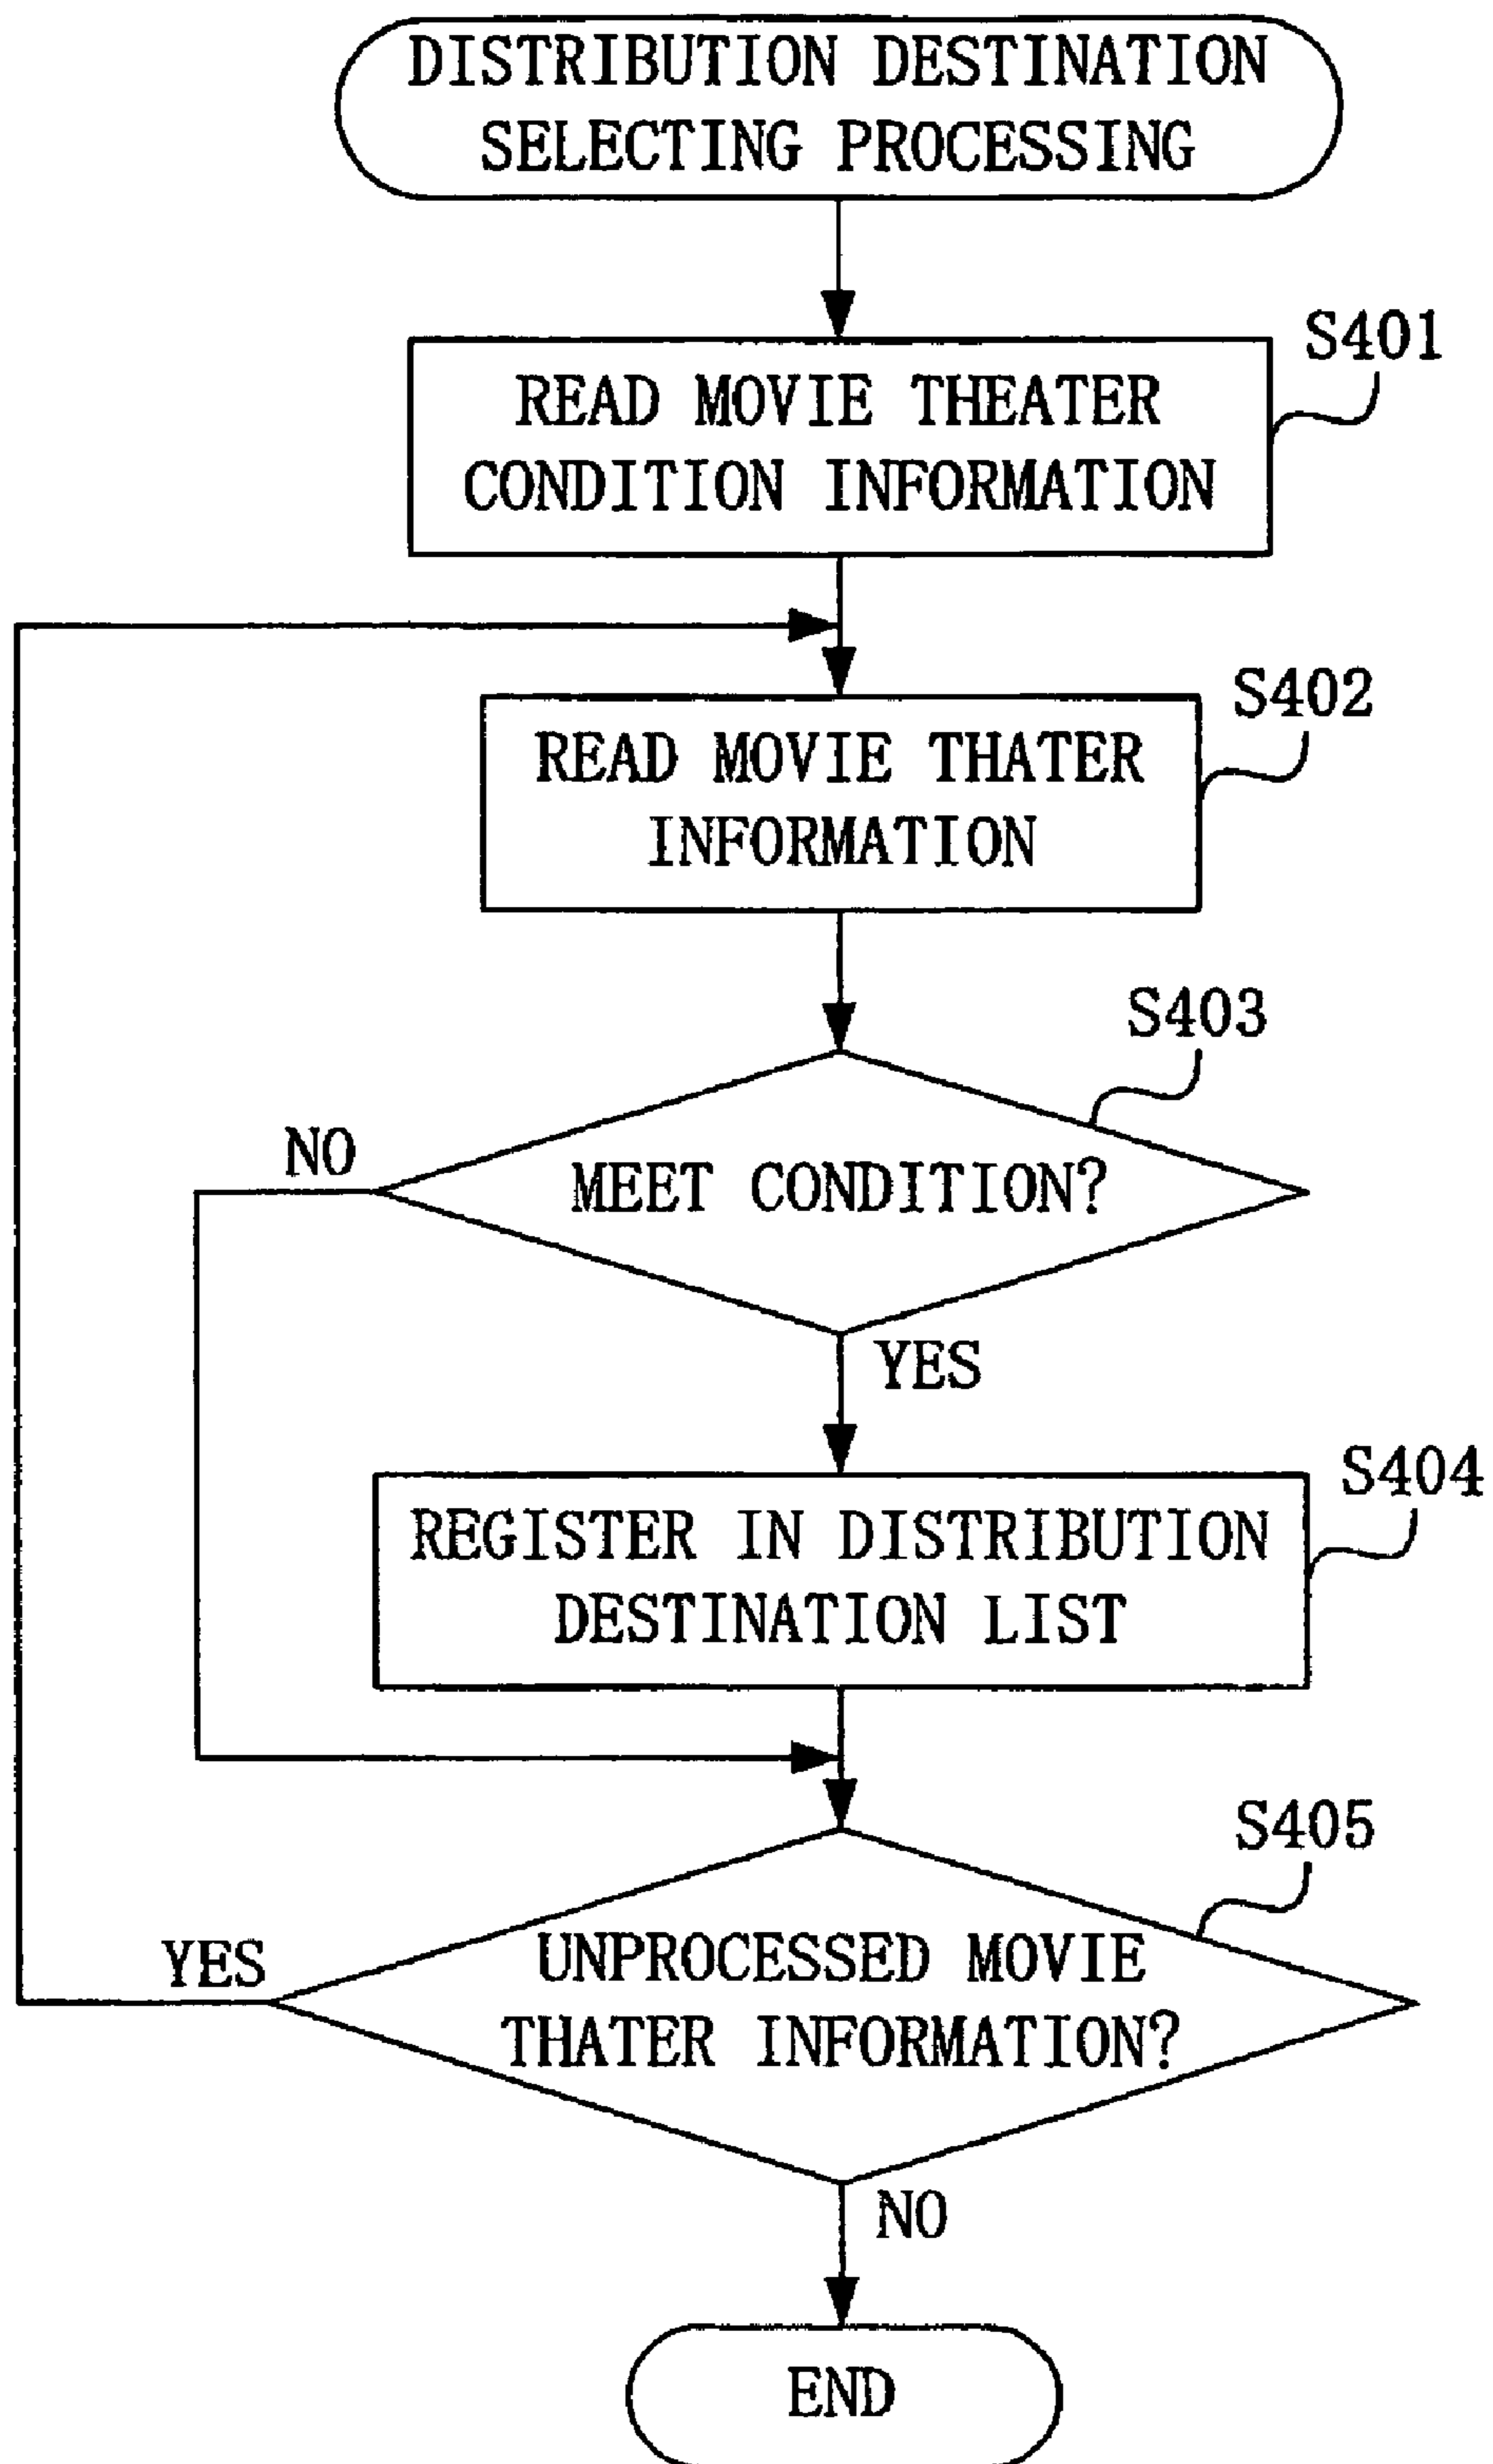 DISTRIBUTION DESTINATION
SELECTING PROCESSING
S401
READ MOVIE THEATER
CONDITION INFORMATION
S402
READ MOVIE THATER
INFORMATION
S403
NO
MEET CONDITION?
YES
S404
REGISTER IN DISTRIBUTION
DESTINATION LIST
S405
YES
UNPROCESSED MOVIE
THATER INFORMATION?
NO
END